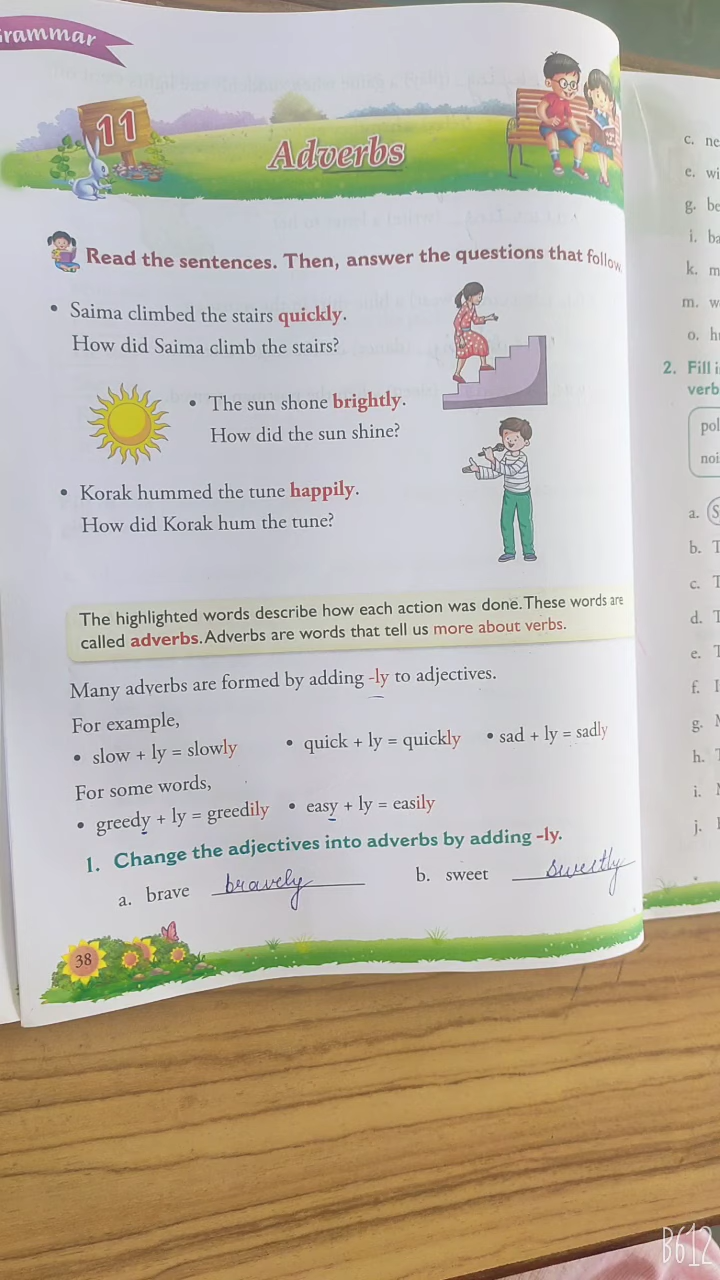 Grammar
11
Adverbs
Read the sentences. Then, answer the questions that follow
• Saima climbed the stairs quickly.
How did Saima climb the stairs?
• The sun shone brightly.
How did the sun shine?
• Korak hummed the tune happily.
How did Korak hum the tune?
The highlighted words describe how each action was done. These words are
called adverbs. Adverbs are words that tell us more about verbs.
Many adverbs are formed by adding -ly to adjectives.
For example,
• slow + ly = slowly • quick + ly = quickly • sad + ly = sadly
For some words,
• greedy + ly = greedily • easy + ly = easily
1. Change the adjectives into adverbs by adding -ly.
a. brave bravely b. sweet sweetly
38
c. ne
e. wi
g. be
i. ba
k. m
m. w
o. h
2. Fill i
verb
pol
noi
a. S
b. T
c. T
d. T
e. T
f. I
g.
h. T
i.
j.
B612